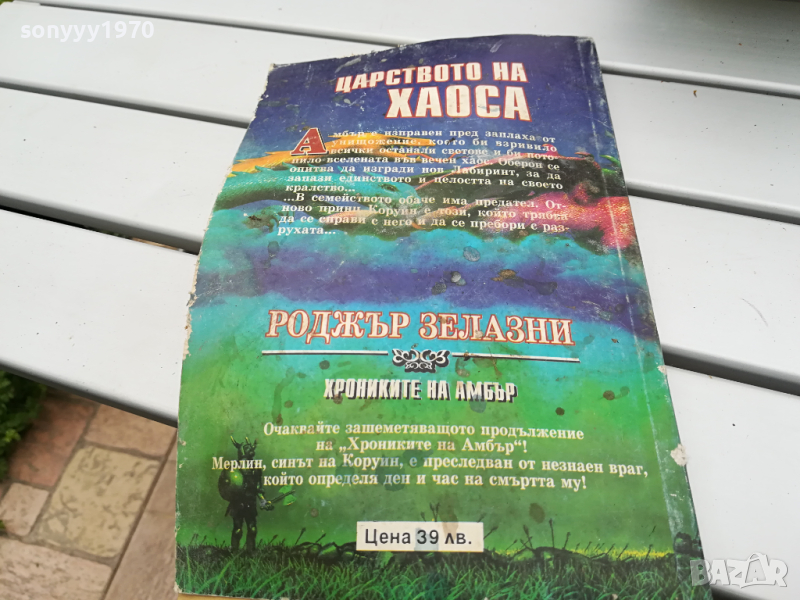 sonyyy1970
ЦАРСТВОТО НА
ХАОСА
Амбър е изправен пред заплаха от
унищожение, което би взривило
всички останали светове и би пото-
пило вселената във вечен хаос. Оберон се
опитва да изгради нов Лабиринт, за да
запази единството и целостта на своето
кралство...
...В семейството обаче има предател. От-
ново принц Коруин е този, който трябва
да се справи с него и да се пребори с раз-
рухата...
РОДЖЪР ЗЕЛАЗНИ
ХРОНИКИТЕ НА АМБЪР
Очаквайте зашеметяващото продължение
на „Хрониките на Амбър“!
Мерлин, синът на Коруин, е преследван от незнаен враг,
който определя ден и час на смъртта му!
Цена 39 лв.
BAZAR